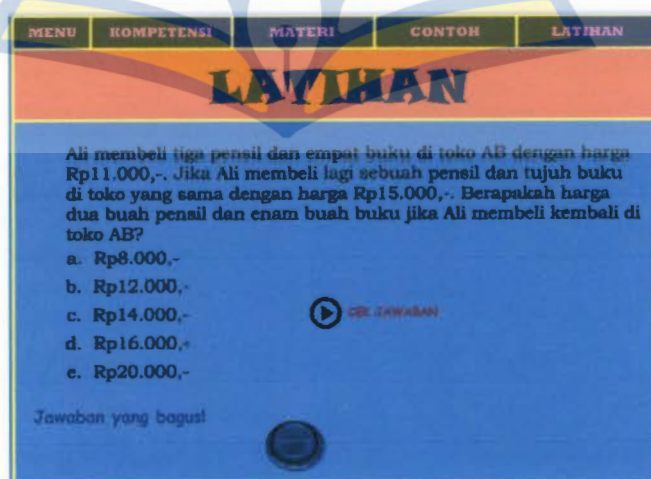 MENU KOMPETENSI MATERI CONTOH LATIHAN
LATIHAN
Ali membeli tiga pensil dan empat buku di toko AB dengan harga
Rp11.000,-. Jika Ali membeli lagi sebuah pensil dan tujuh buku
di toko yang sama dengan harga Rp15.000,-. Berapakah harga
dua buah pensil dan enam buah buku jika Ali membeli kembali di
toko AB?
a. Rp8.000,-
b. Rp12.000,-
c. Rp14.000,-
d. Rp16.000,-
e. Rp20.000,-
CEK JAWABAN
Jawaban yang bagus!